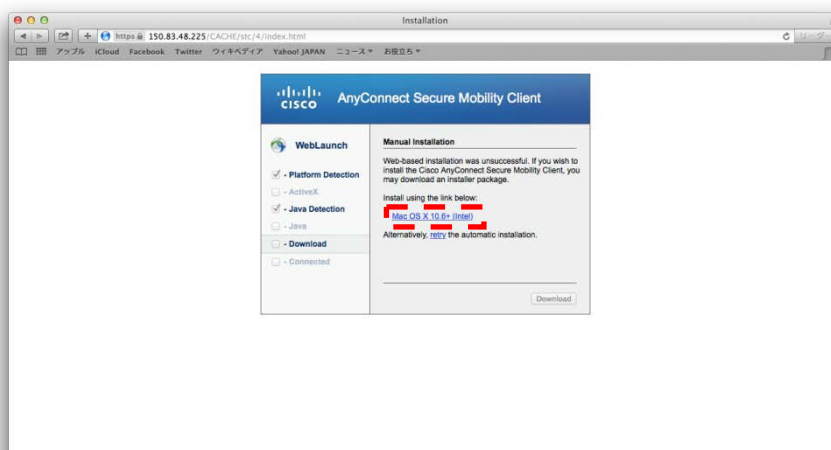 Installation
https 150.83.48.225/CACHE/stc/4/index.html
アップル iCloud Facebook Twitter ウィキペディア Yahoo! JAPAN ニュース お役立ち
CISCO AnyConnect Secure Mobility Client
WebLaunch
- Platform Detection
- ActiveX
- Java Detection
- Java
- Download
- Connected
Manual Installation
Web-based installation was unsuccessful. If you wish to
install the Cisco AnyConnect Secure Mobility Client, you
may download an installer package.
Install using the link below:
Mac OS X 10.6+ (Intel)
Alternatively, retry the automatic installation.
Download